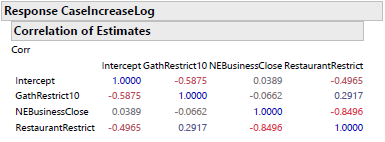 Response CaseIncreaseLog
Correlation of Estimates
Corr
Intercept GathRestrict10 NEBusinessClose RestaurantRestrict
Intercept 1.0000 -0.5875 0.0389 -0.4965
GathRestrict10 -0.5875 1.0000 -0.0662 0.2917
NEBusinessClose 0.0389 -0.0662 1.0000 -0.8496
RestaurantRestrict -0.4965 0.2917 -0.8496 1.0000